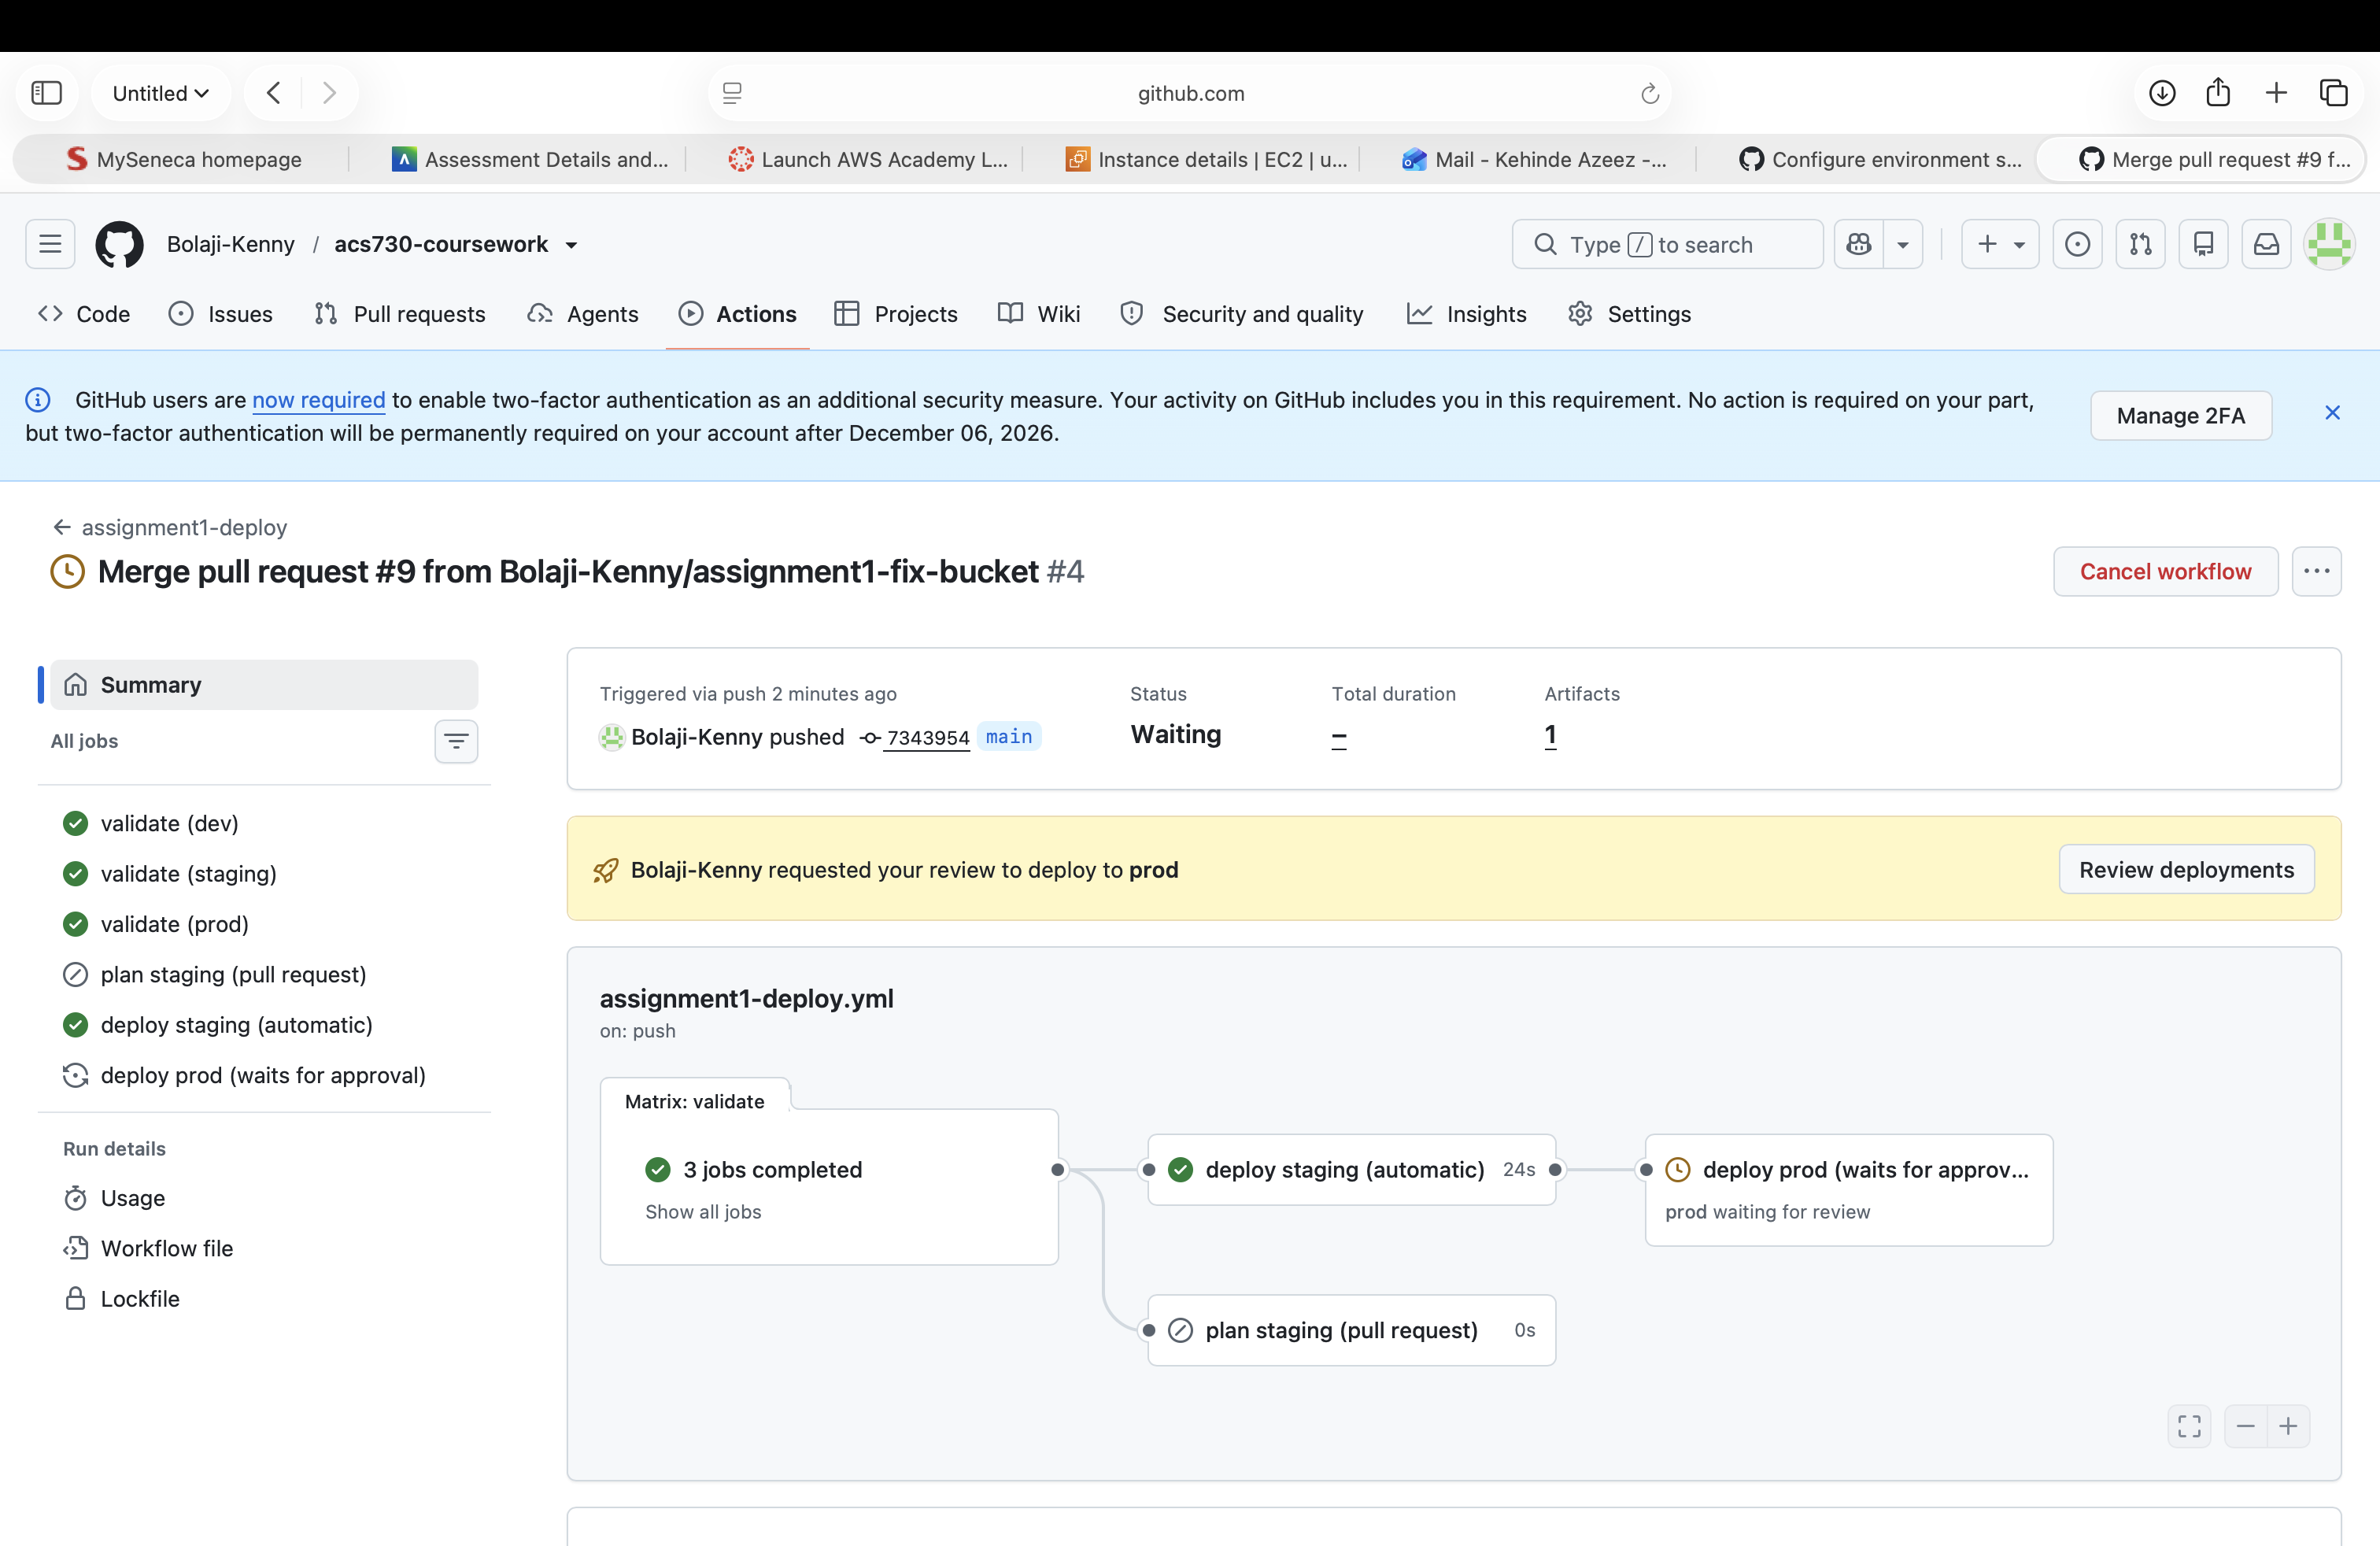 Untitled
github.com
MySeneca homepage
Assessment Details and...
Launch AWS Academy L...
Instance details | EC2 | u...
Mail - Kehinde Azeez -...
Configure environment s...
Merge pull request #9 f...
Bolaji-Kenny / acs730-coursework
Type / to search
Code
Issues
Pull requests
Agents
Actions
Projects
Wiki
Security and quality
Insights
Settings
GitHub users are now required to enable two-factor authentication as an additional security measure. Your activity on GitHub includes you in this requirement. No action is required on your part,
but two-factor authentication will be permanently required on your account after December 06, 2026.
Manage 2FA
assignment1-deploy
Merge pull request #9 from Bolaji-Kenny/assignment1-fix-bucket #4
Cancel workflow
Summary
All jobs
validate (dev)
validate (staging)
validate (prod)
plan staging (pull request)
deploy staging (automatic)
deploy prod (waits for approval)
Run details
Usage
Workflow file
Lockfile
Triggered via push 2 minutes ago
Bolaji-Kenny pushed 7343954 main
Status
Waiting
Total duration
–
Artifacts
1
Bolaji-Kenny requested your review to deploy to prod
Review deployments
assignment1-deploy.yml
on: push
Matrix: validate
3 jobs completed
Show all jobs
deploy staging (automatic) 24s
deploy prod (waits for approv...
prod waiting for review
plan staging (pull request) 0s